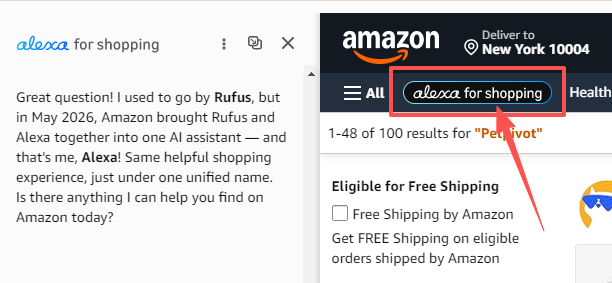 alexa for shopping
Great question! I used to go by Rufus, but
in May 2026, Amazon brought Rufus and
Alexa together into one AI assistant — and
that's me, Alexa! Same helpful shopping
experience, just under one unified name.
Is there anything I can help you find on
Amazon today?
amazon
Deliver to
New York 10004
All
alexa for shopping
Health
1-48 of 100 results for "Petpivot"
Eligible for Free Shipping
Free Shipping by Amazon
Get FREE Shipping on eligible
orders shipped by Amazon